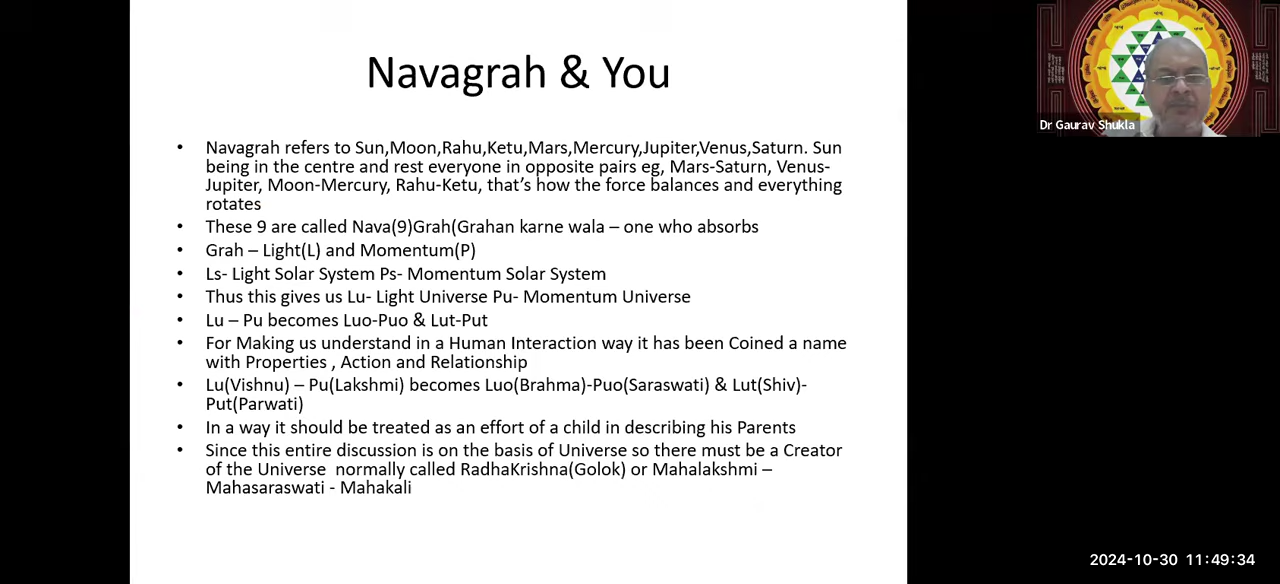 Navagrah & You
• Navagrah refers to Sun,Moon,Rahu,Ketu,Mars,Mercury,Jupiter,Venus,Saturn. Sun
being in the centre and rest everyone in opposite pairs eg, Mars-Saturn, Venus-
Jupiter, Moon-Mercury, Rahu-Ketu, that’s how the force balances and everything
rotates
• These 9 are called Nava(9)Grah(Grahan karne wala – one who absorbs
• Grah – Light(L) and Momentum(P)
• Ls- Light Solar System Ps- Momentum Solar System
• Thus this gives us Lu- Light Universe Pu- Momentum Universe
• Lu – Pu becomes Luo-Puo & Lut-Put
• For Making us understand in a Human Interaction way it has been Coined a name
with Properties , Action and Relationship
• Lu(Vishnu) – Pu(Lakshmi) becomes Luo(Brahma)-Puo(Saraswati) & Lut(Shiv)-
Put(Parwati)
• In a way it should be treated as an effort of a child in describing his Parents
• Since this entire discussion is on the basis of Universe so there must be a Creator
of the Universe  normally called RadhaKrishna(Golok) or Mahalakshmi –
Mahasaraswati - Mahakali
Dr Gaurav Shukla
2024-10-30 11:49:34